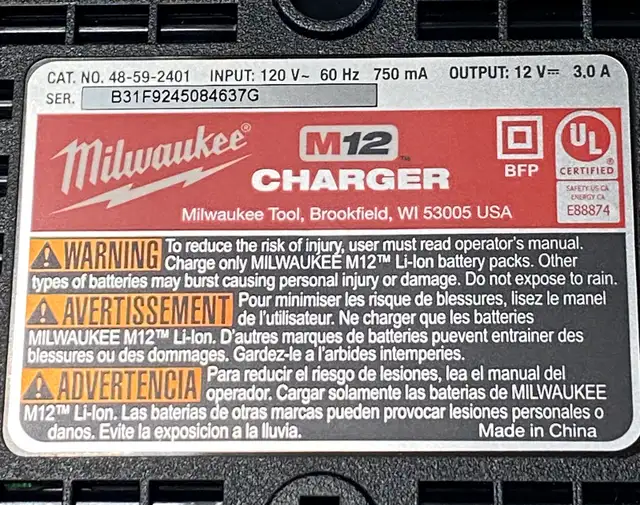 CAT. NO. 48-59-2401 INPUT: 120 V~ 60 Hz 750 mA OUTPUT: 12 V⎓ 3.0 A
SER. B31F9245084637G
Milwaukee®
M12™
CHARGER
Milwaukee Tool, Brookfield, WI 53005 USA
BFP
UL®
CERTIFIED
SAFETY US-CA
ENERGY CA
E88874
WARNING To reduce the risk of injury, user must read operator's manual.
Charge only MILWAUKEE M12™ Li-Ion battery packs. Other
types of batteries may burst causing personal injury or damage. Do not expose to rain.
AVERTISSEMENT Pour minimiser les risque de blessures, lisez le manel
de l'utilisateur. Ne charger que les batteries
MILWAUKEE M12™ Li-Ion. D'autres marques de batteries puevent entrainer des
blessures ou des dommages. Gardez-le a l'arbides intemperies.
ADVERTENCIA Para reducir el riesgo de lesiones, lea el manual del
operador. Cargar solamente las baterias de MILWAUKEE
M12™ Li-Ion. Las baterias de otras marcas pueden provocar lesiones personales o
danos. Evite la exposicion a la lluvia. Made in China